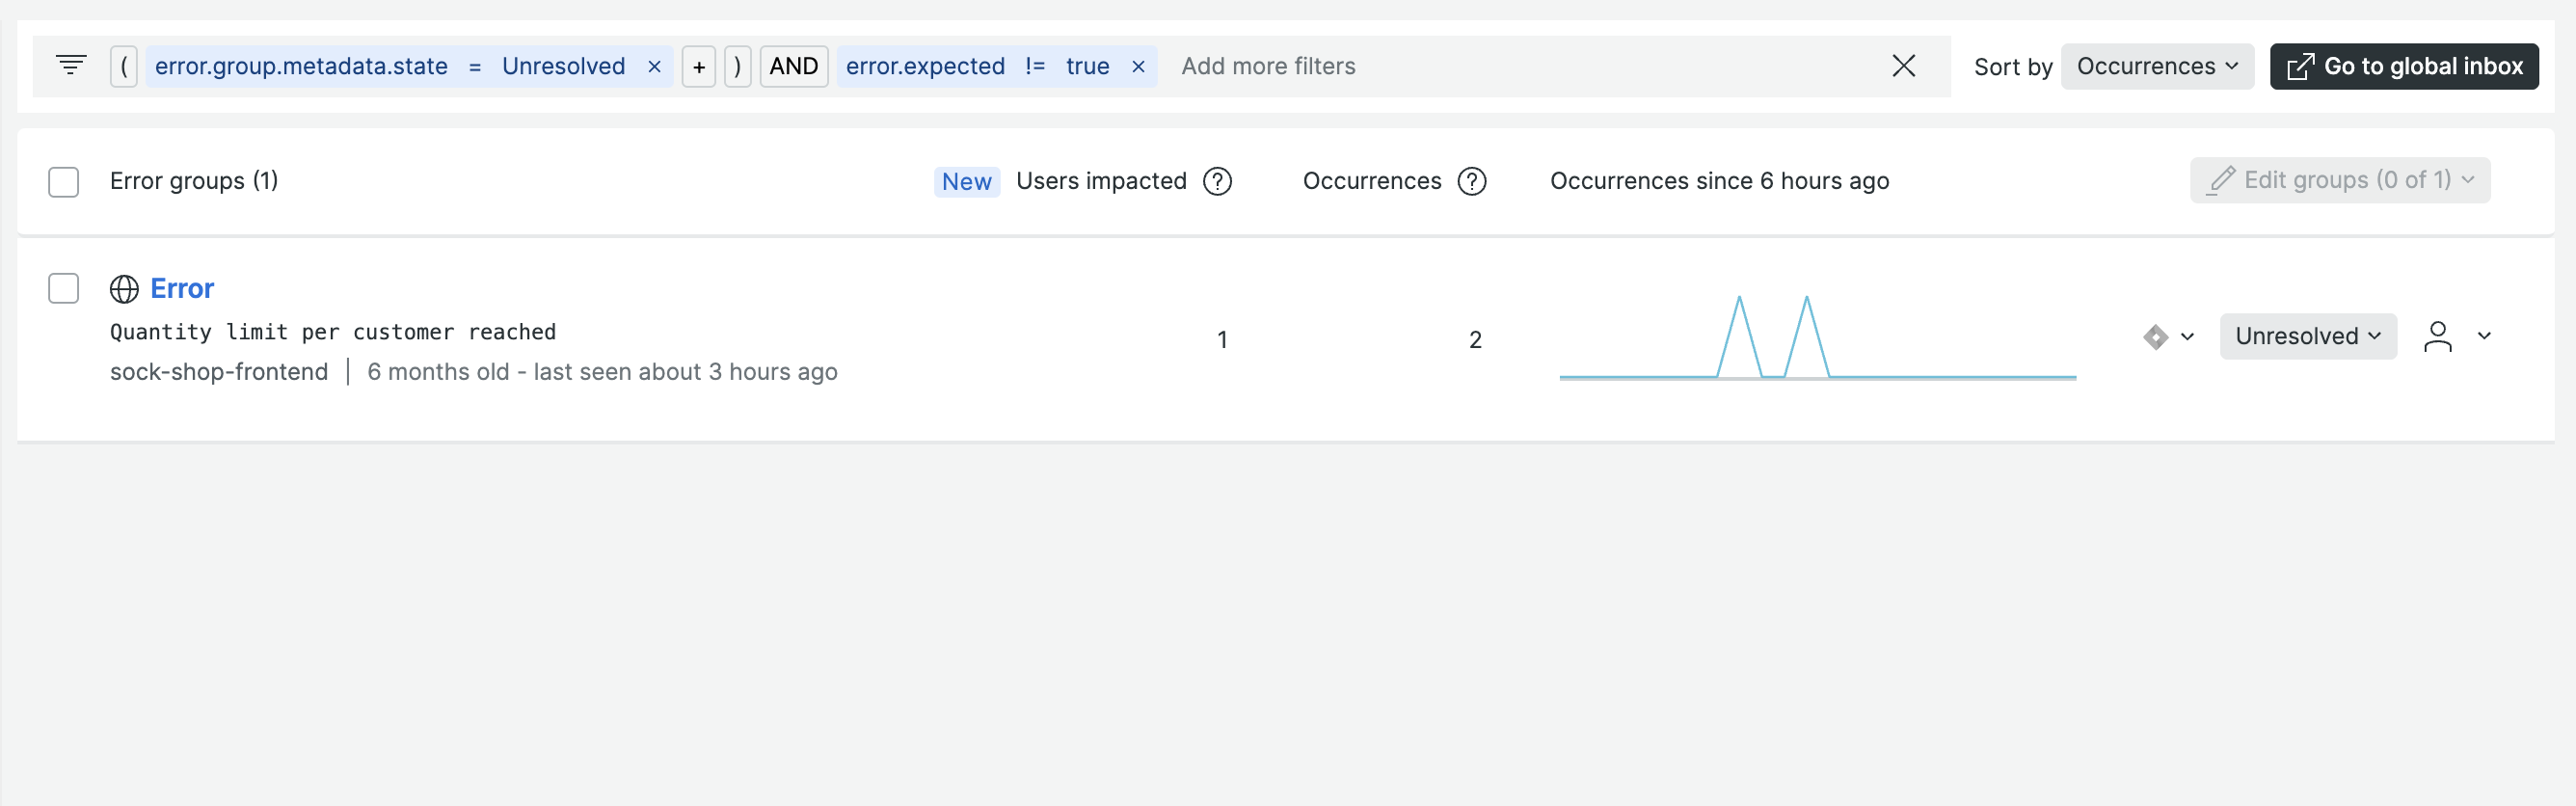 ( error.group.metadata.state = Unresolved × + ) AND error.expected != true × Add more filters Sort by Occurrences Go to global inbox
Error groups (1) New Users impacted ? Occurrences ? Occurrences since 6 hours ago Edit groups (0 of 1)
Error
Quantity limit per customer reached
1 2 Unresolved
sock-shop-frontend | 6 months old - last seen about 3 hours ago